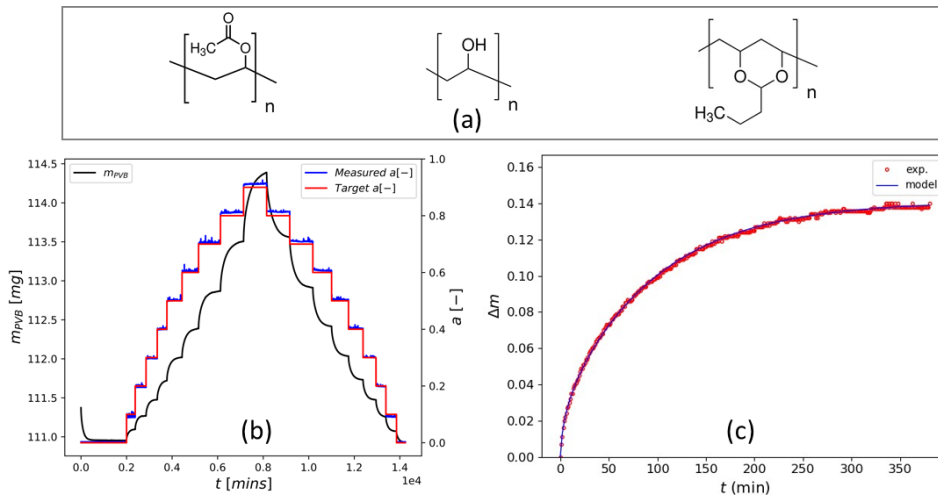 O
H₃C
O
n
OH
n
O
O
H₃C
n
(a)
m_PVB
Measured a[−]
Target a[−]
114.5
114.0
113.5
113.0
112.5
112.0
111.5
111.0
m_PVB [mg]
1.0
0.8
0.6
0.4
0.2
0.0
a [−]
(b)
0.0
0.2
0.4
0.6
0.8
1.0
1.2
1.4
1e4
t [mins]
exp.
model
0.16
0.14
0.12
0.10
0.08
0.06
0.04
0.02
0.00
Δm
(c)
0
50
100
150
200
250
300
350
t (min)